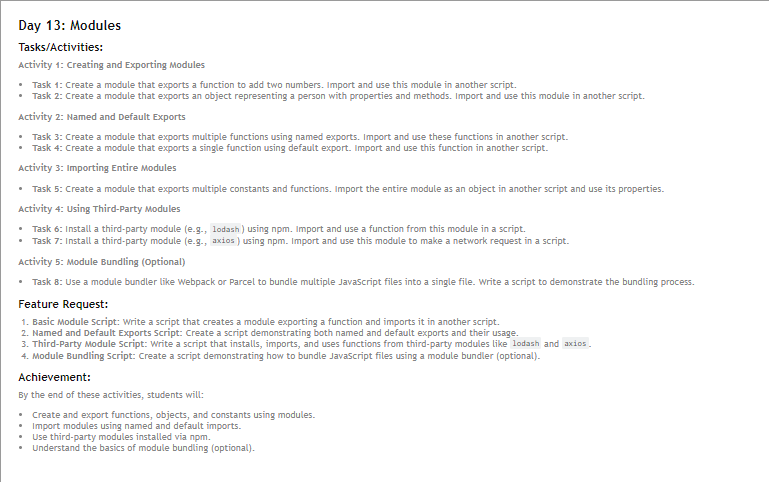 Day 13: Modules
Tasks/Activities:
Activity 1: Creating and Exporting Modules
• Task 1: Create a module that exports a function to add two numbers. Import and use this module in another script.
• Task 2: Create a module that exports an object representing a person with properties and methods. Import and use this module in another script.
Activity 2: Named and Default Exports
• Task 3: Create a module that exports multiple functions using named exports. Import and use these functions in another script.
• Task 4: Create a module that exports a single function using default export. Import and use this function in another script.
Activity 3: Importing Entire Modules
• Task 5: Create a module that exports multiple constants and functions. Import the entire module as an object in another script and use its properties.
Activity 4: Using Third-Party Modules
• Task 6: Install a third-party module (e.g., lodash) using npm. Import and use a function from this module in a script.
• Task 7: Install a third-party module (e.g., axios) using npm. Import and use this module to make a network request in a script.
Activity 5: Module Bundling (Optional)
• Task 8: Use a module bundler like Webpack or Parcel to bundle multiple JavaScript files into a single file. Write a script to demonstrate the bundling process.
Feature Request:
1. Basic Module Script: Write a script that creates a module exporting a function and imports it in another script.
2. Named and Default Exports Script: Create a script demonstrating both named and default exports and their usage.
3. Third-Party Module Script: Write a script that installs, imports, and uses functions from third-party modules like lodash and axios.
4. Module Bundling Script: Create a script demonstrating how to bundle JavaScript files using a module bundler (optional).
Achievement:
By the end of these activities, students will:
• Create and export functions, objects, and constants using modules.
• Import modules using named and default imports.
• Use third-party modules installed via npm.
• Understand the basics of module bundling (optional).